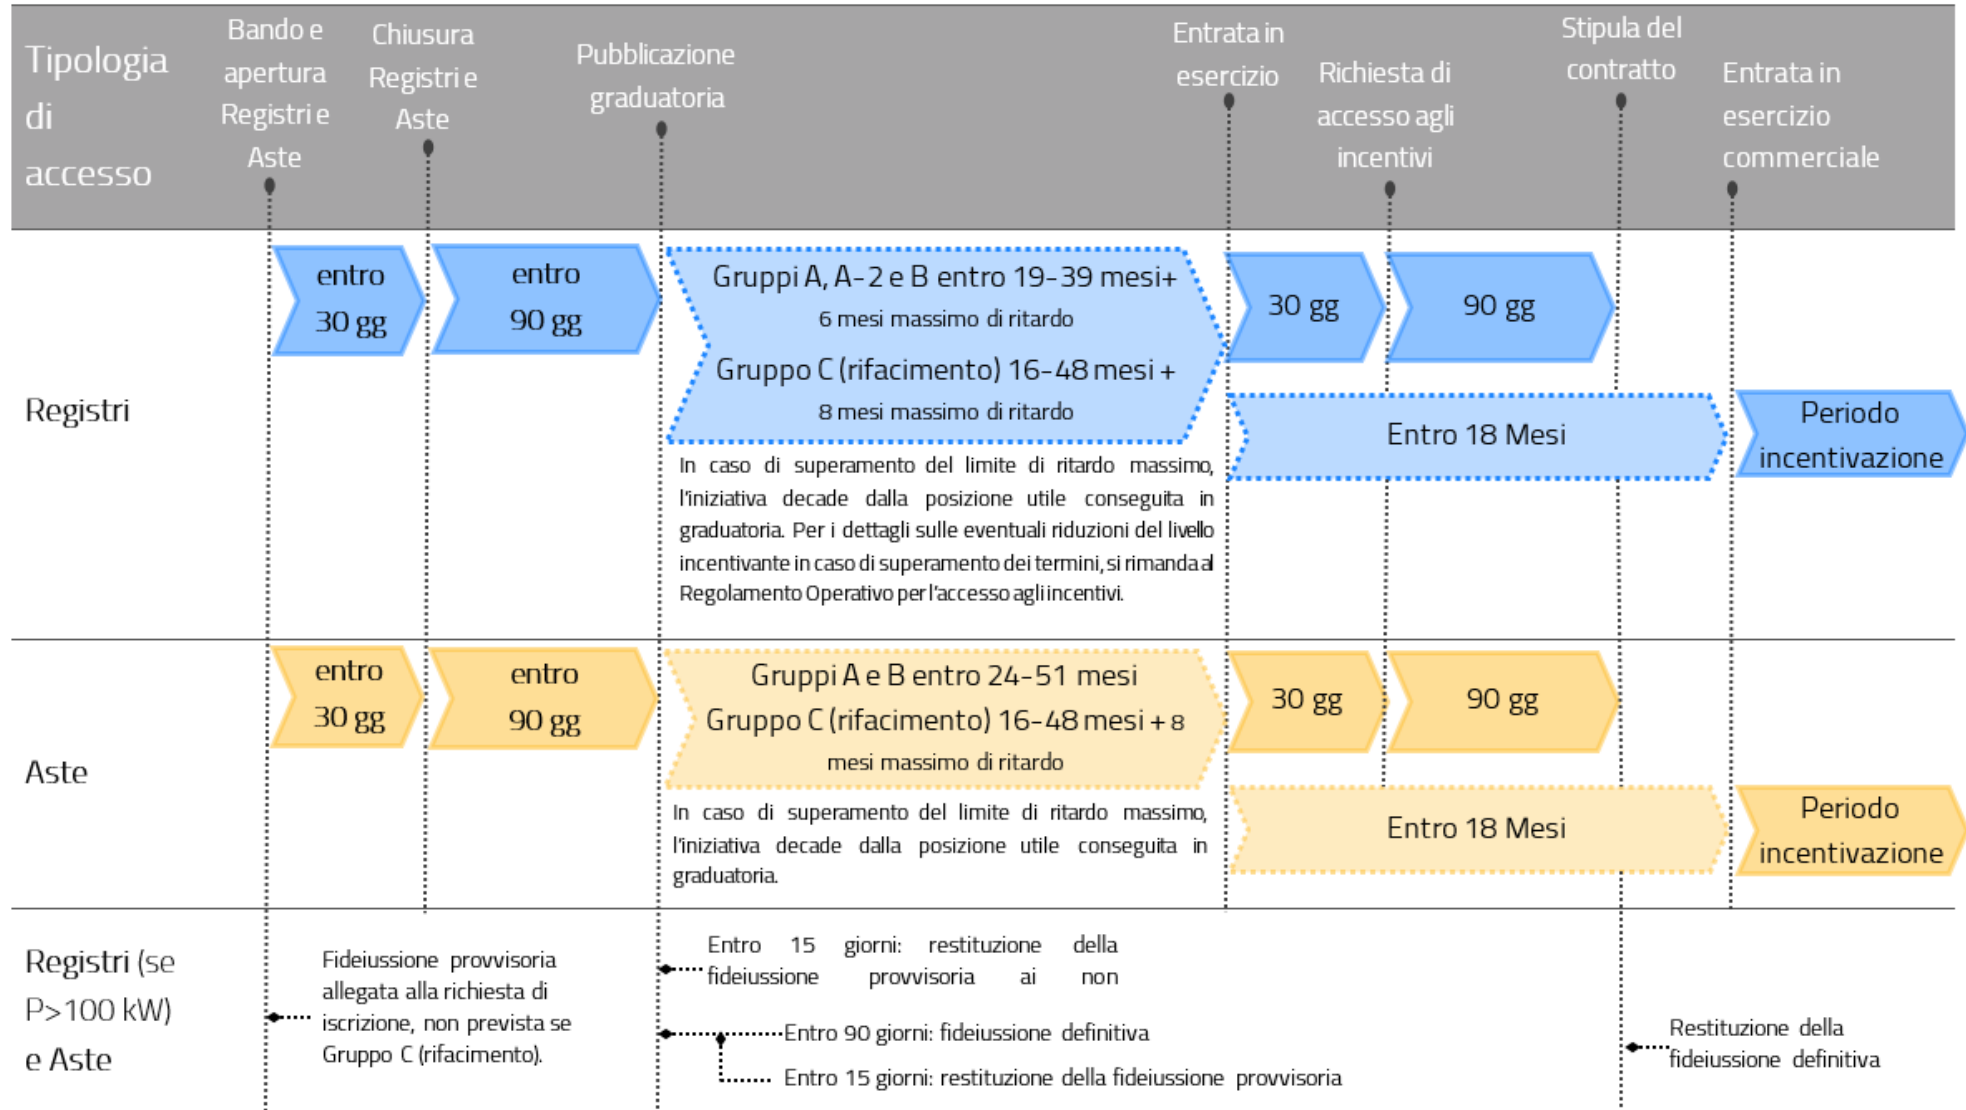 Tipologia
di
accesso
Bando e
apertura
Registri e
Aste
Chiusura
Registri e
Aste
Pubblicazione
graduatoria
Entrata in
esercizio
Richiesta di
accesso agli
incentivi
Stipula del
contratto
Entrata in
esercizio
commerciale
Registri
entro
30 gg
entro
90 gg
Gruppi A, A-2 e B entro 19-39 mesi+
6 mesi massimo di ritardo
Gruppo C (rifacimento) 16-48 mesi +
8 mesi massimo di ritardo
In caso di superamento del limite di ritardo massimo,
l'iniziativa decade dalla posizione utile conseguita in
graduatoria. Per i dettagli sulle eventuali riduzioni del livello
incentivante in caso di superamento dei termini, si rimanda al
Regolamento Operativo per l'accesso agli incentivi.
30 gg
90 gg
Entro 18 Mesi
Periodo
incentivazione
Aste
entro
30 gg
entro
90 gg
Gruppi A e B entro 24-51 mesi
Gruppo C (rifacimento) 16-48 mesi + 8
mesi massimo di ritardo
In caso di superamento del limite di ritardo massimo,
l'iniziativa decade dalla posizione utile conseguita in
graduatoria.
30 gg
90 gg
Entro 18 Mesi
Periodo
incentivazione
Registri (se
P>100 kW)
e Aste
Fideiussione provvisoria
allegata alla richiesta di
iscrizione, non prevista se
Gruppo C (rifacimento).
Entro 15 giorni: restituzione della
fideiussione provvisoria ai non
Entro 90 giorni: fideiussione definitiva
Entro 15 giorni: restituzione della fideiussione provvisoria
Restituzione della
fideiussione definitiva